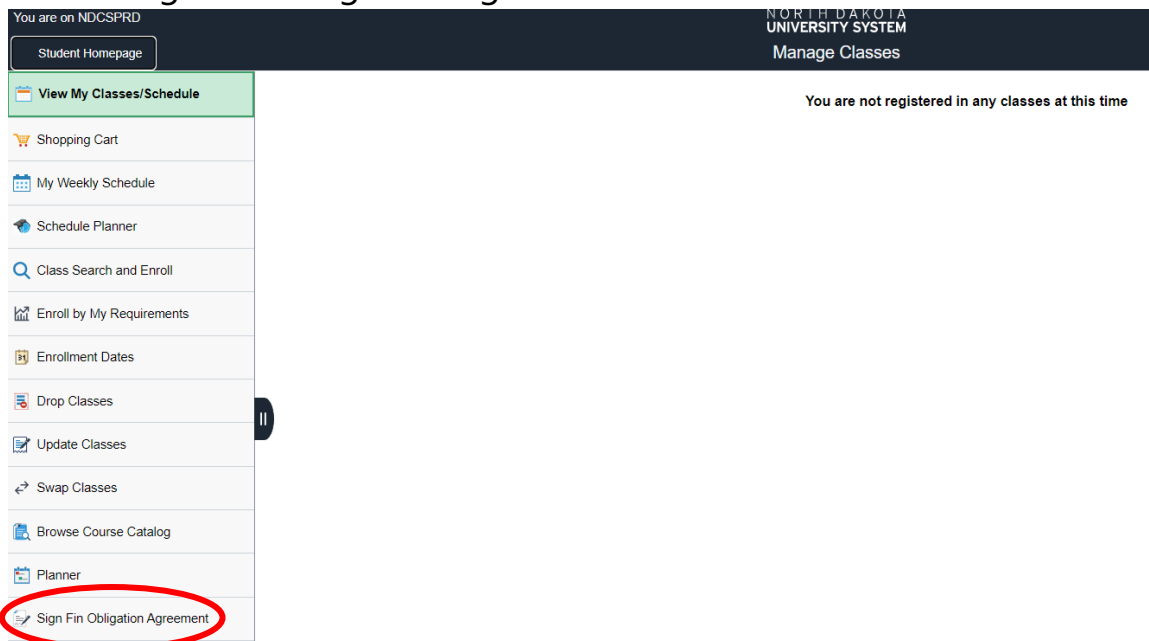 You are on NDCSPRD
NORTH DAKOTA
UNIVERSITY SYSTEM
Student Homepage
Manage Classes
View My Classes/Schedule
You are not registered in any classes at this time
Shopping Cart
My Weekly Schedule
Schedule Planner
Class Search and Enroll
Enroll by My Requirements
Enrollment Dates
Drop Classes
Update Classes
Swap Classes
Browse Course Catalog
Planner
Sign Fin Obligation Agreement